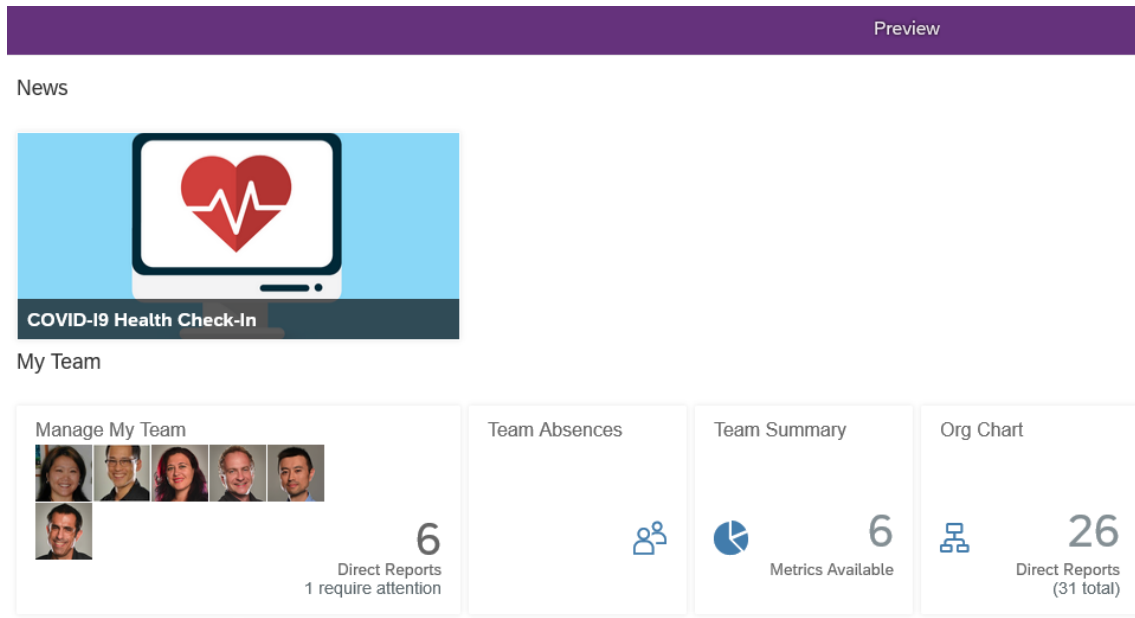 Preview
News
COVID-I9 Health Check-In
My Team
Manage My Team
6
Direct Reports
1 require attention
Team Absences
Team Summary
6
Metrics Available
Org Chart
26
Direct Reports
(31 total)